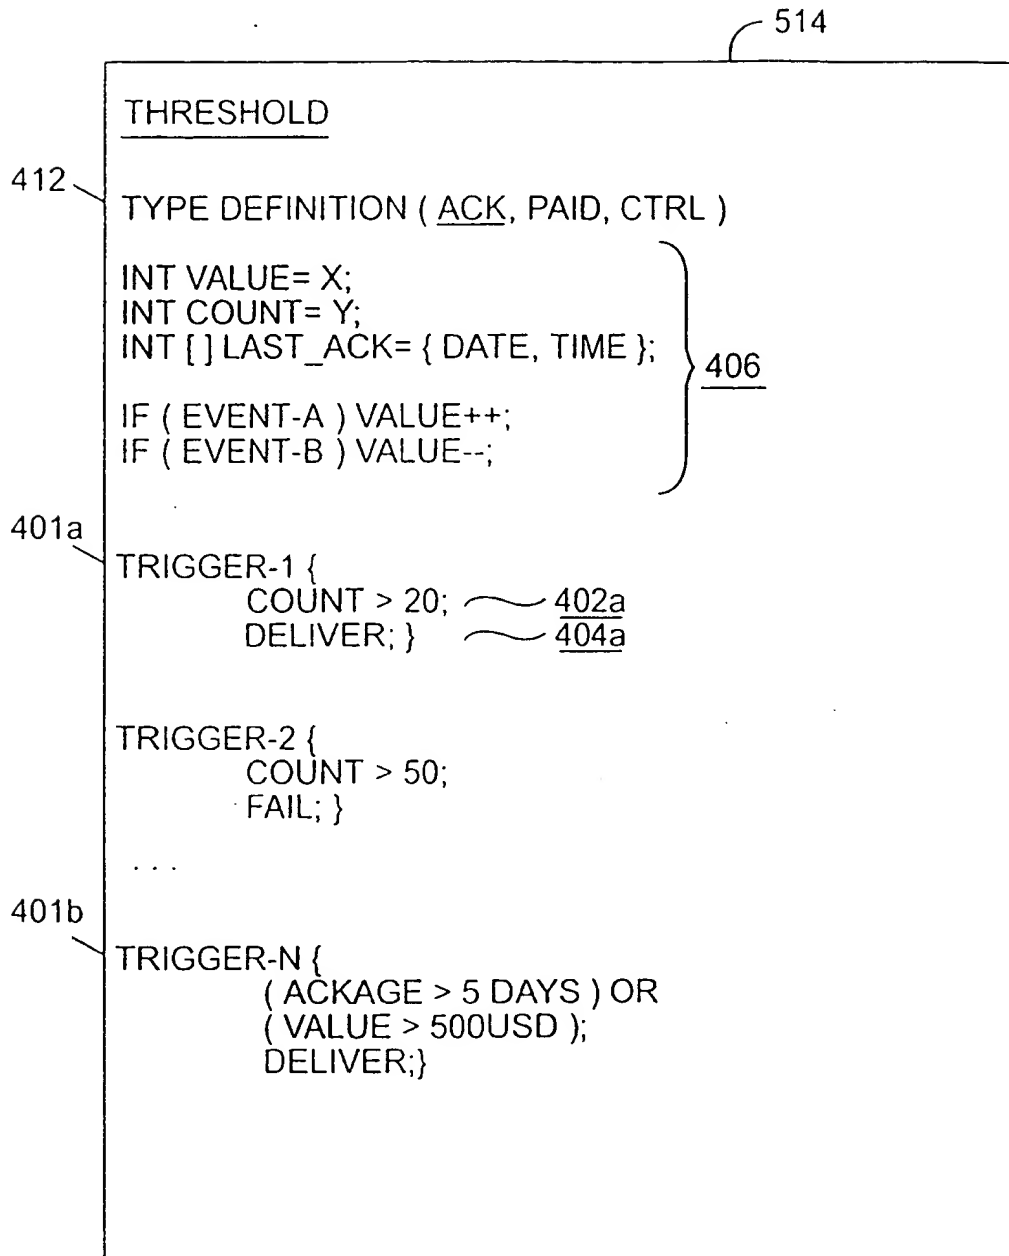 514
THRESHOLD
412
TYPE DEFINITION ( ACK, PAID, CTRL )
INT VALUE= X;
INT COUNT= Y;
INT [ ] LAST_ACK= { DATE, TIME };
406
IF ( EVENT-A ) VALUE++;
IF ( EVENT-B ) VALUE--;
401a
TRIGGER-1 {
COUNT > 20; 402a
DELIVER; } 404a
TRIGGER-2 {
COUNT > 50;
FAIL; }
. . .
401b
TRIGGER-N {
( ACKAGE > 5 DAYS ) OR
( VALUE > 500USD );
DELIVER;}